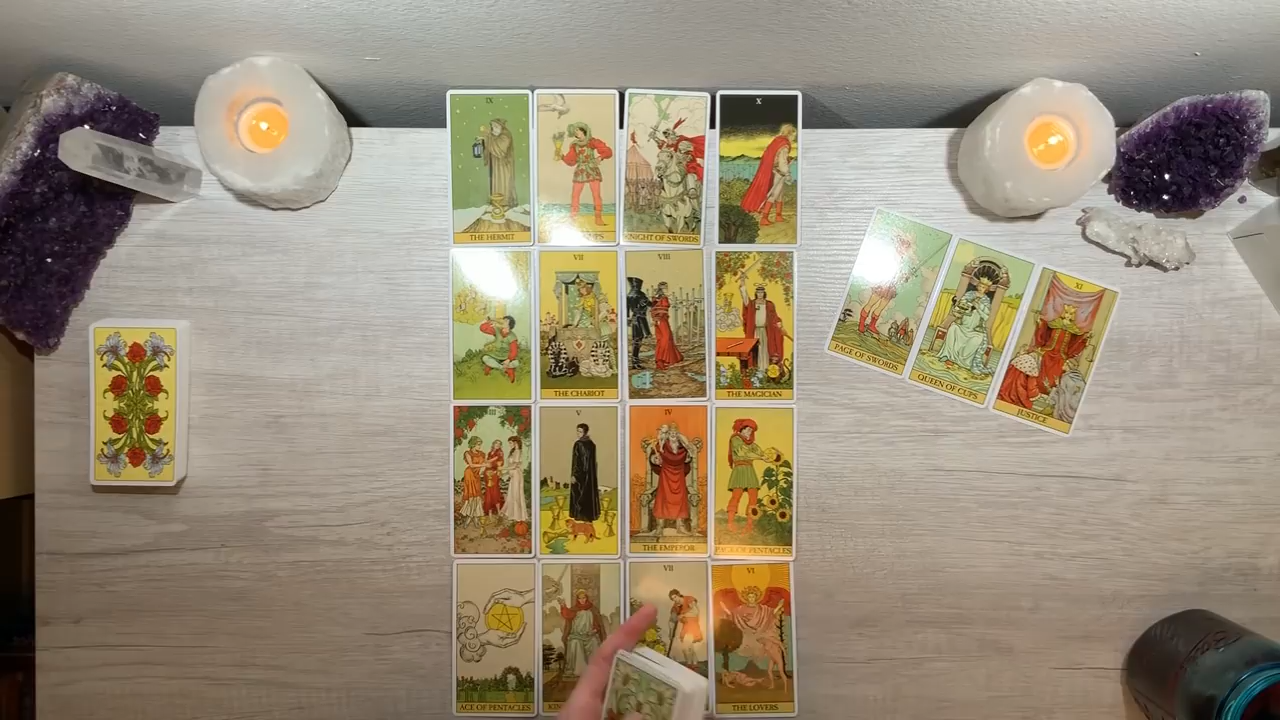 IX
THE HERMIT
KNIGHT OF SWORDS
X
VII
THE CHARIOT
VIII
THE MAGICIAN
III
V
IV
THE EMPEROR
PAGE OF PENTACLES
ACE OF PENTACLES
VII
VI
THE LOVERS
PAGE OF SWORDS
QUEEN OF CUPS
XI
JUSTICE